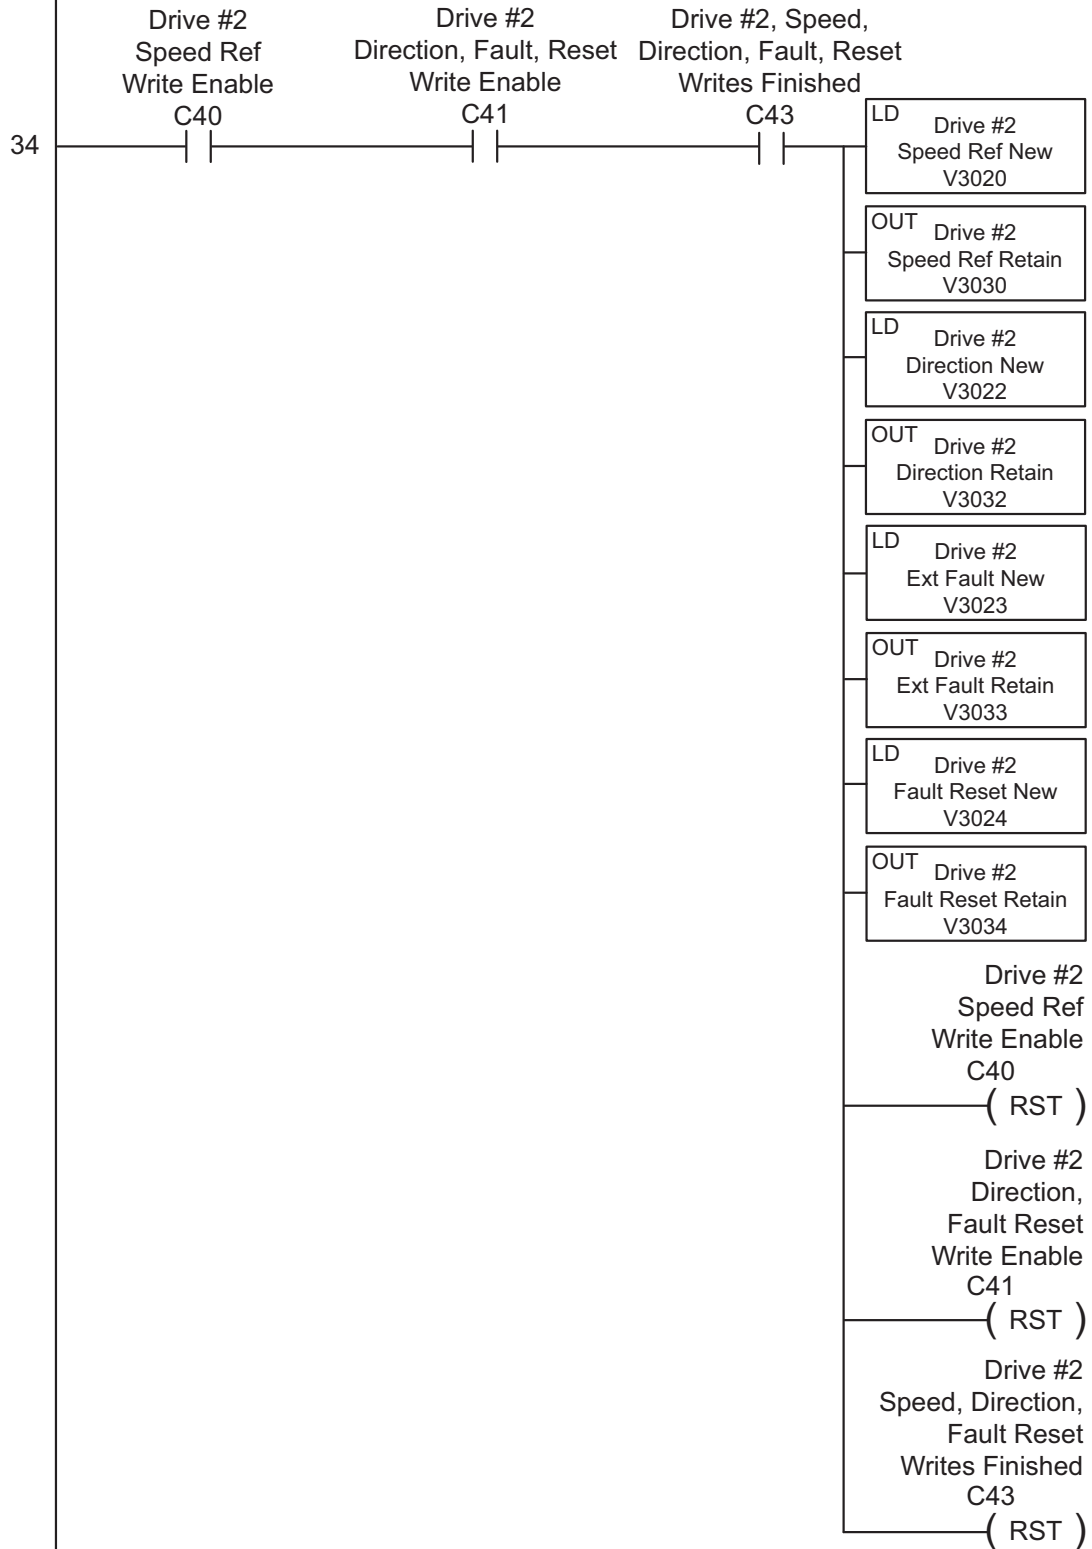 Drive #2
Speed Ref
Write Enable
C40
Drive #2
Direction, Fault, Reset
Write Enable
C41
Drive #2, Speed,
Direction, Fault, Reset
Writes Finished
C43
34
LD
Drive #2
Speed Ref New
V3020
OUT
Drive #2
Speed Ref Retain
V3030
LD
Drive #2
Direction New
V3022
OUT
Drive #2
Direction Retain
V3032
LD
Drive #2
Ext Fault New
V3023
OUT
Drive #2
Ext Fault Retain
V3033
LD
Drive #2
Fault Reset New
V3024
OUT
Drive #2
Fault Reset Retain
V3034
Drive #2
Speed Ref
Write Enable
C40
( RST )
Drive #2
Direction,
Fault Reset
Write Enable
C41
( RST )
Drive #2
Speed, Direction,
Fault Reset
Writes Finished
C43
( RST )